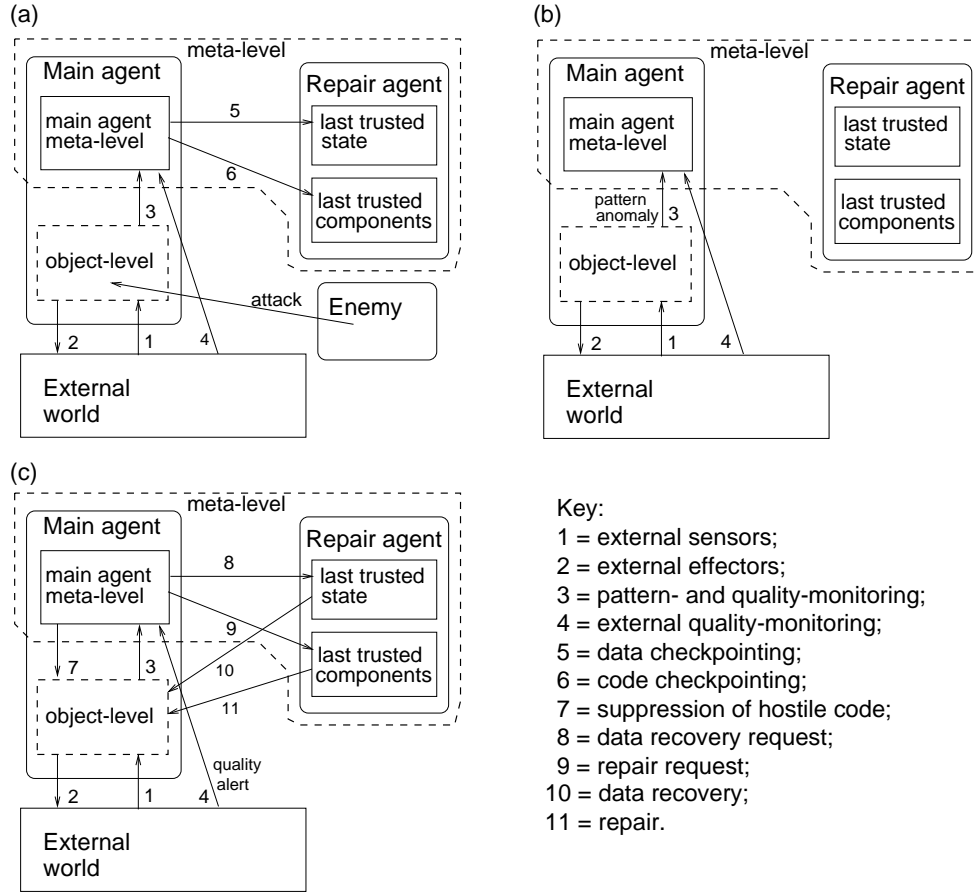 (a)
meta-level
Main agent
Repair agent
main agent
meta-level
5
last trusted
state
6
last trusted
components
3
object-level
attack
Enemy
2
1
4
External
world
(b)
meta-level
Main agent
Repair agent
main agent
meta-level
last trusted
state
last trusted
components
pattern
anomaly
3
object-level
2
1
4
External
world
(c)
meta-level
Main agent
Repair agent
main agent
meta-level
8
last trusted
state
9
last trusted
components
7
3
10
object-level
11
quality
alert
2
1
4
External
world
Key:
1 = external sensors;
2 = external effectors;
3 = pattern- and quality-monitoring;
4 = external quality-monitoring;
5 = data checkpointing;
6 = code checkpointing;
7 = suppression of hostile code;
8 = data recovery request;
9 = repair request;
10 = data recovery;
11 = repair.